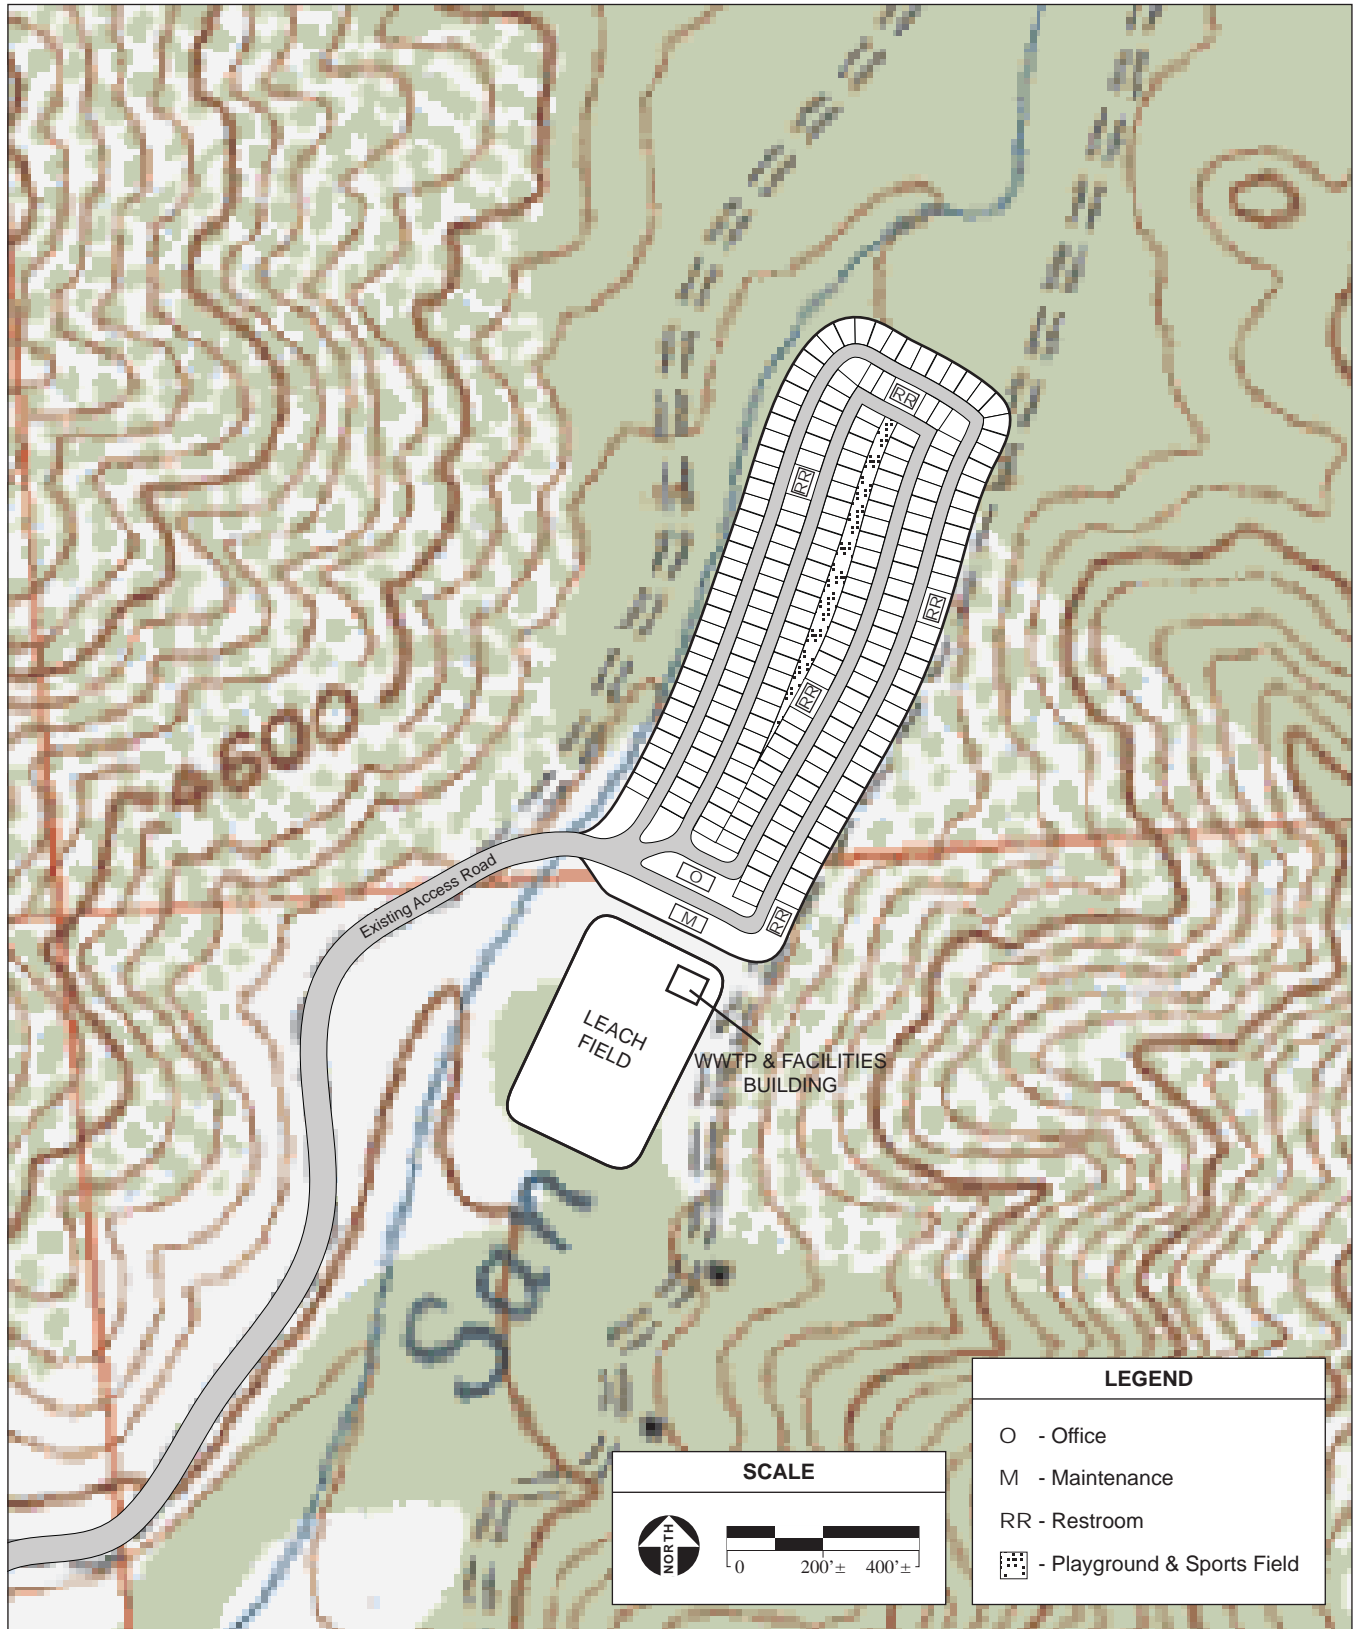 RR
RR
RR
RR
600
Existing Access Road
O
M
RR
LEACH
FIELD
WWTP & FACILITIES
BUILDING
San
SCALE
NORTH
0 200'± 400'±
LEGEND
O - Office
M - Maintenance
RR - Restroom
- Playground & Sports Field